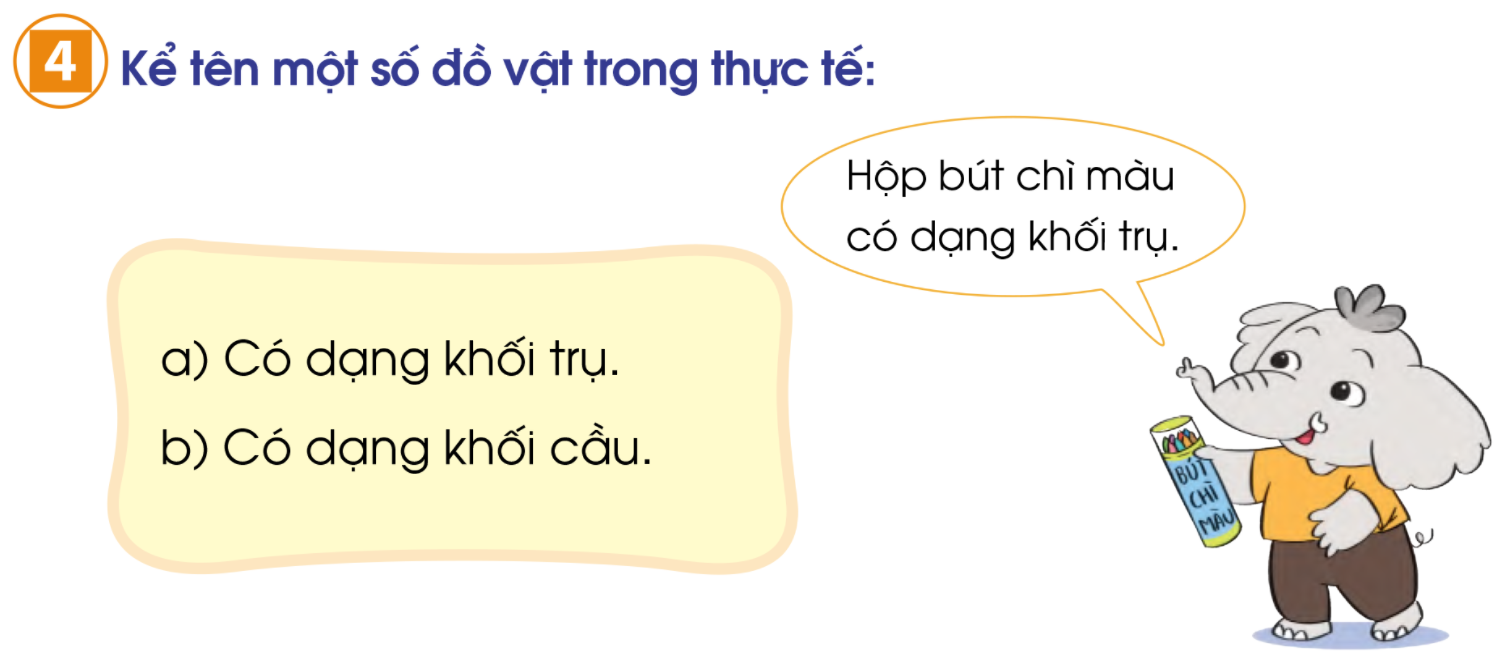 4 Kể tên một số đồ vật trong thực tế:
Hộp bút chì màu
có dạng khối trụ.
a) Có dạng khối trụ.
b) Có dạng khối cầu.
BÚT
CHÌ
MÀU